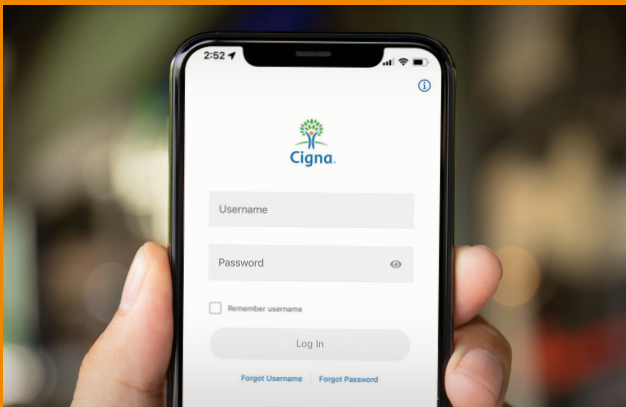 2:52
Cigna.
Username
Password
Remember username
Log In
Forgot Username Forgot Password